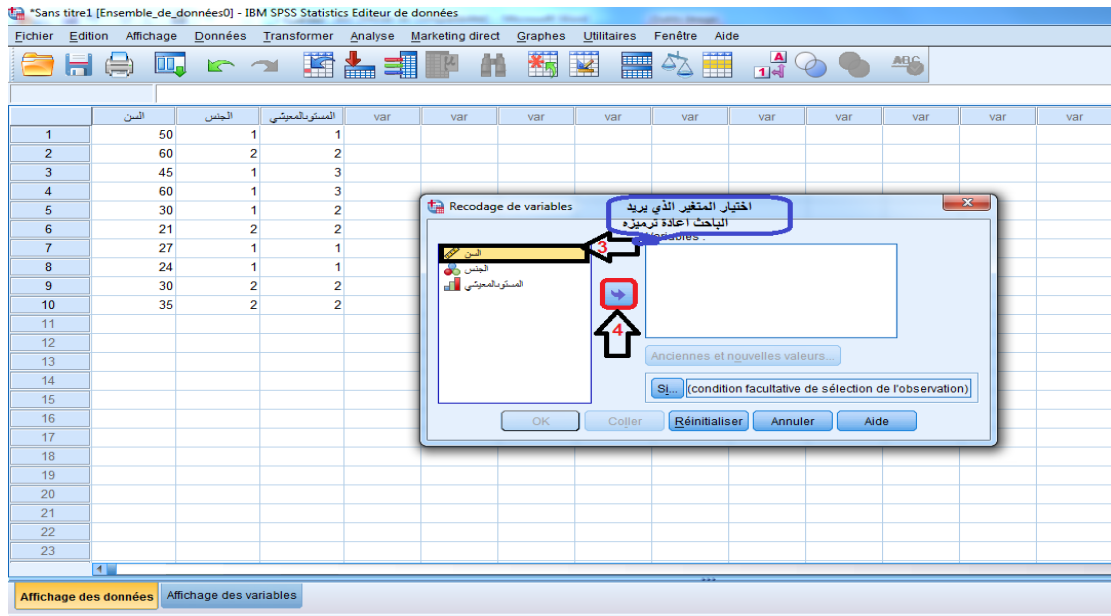 *Sans titre1 [Ensemble_de_données0] - IBM SPSS Statistics Editeur de données
Fichier Edition Affichage Données Transformer Analyse Marketing direct Graphes Utilitaires Fenêtre Aide
السن الجنس المستوىالمعيشي var var var var var var var var var var
1 50 1 1
2 60 2 2
3 45 1 3
4 60 1 3
5 30 1 2
6 21 2 2
7 27 1 1
8 24 1 1
9 30 2 2
10 35 2 2
11
12
13
14
15
16
17
18
19
20
21
22
23
Recodage de variables
اختيار المتغير الذي يريد
الباحث اعادة ترميزه
Variables :
السن
3
الجنس
المستوىالمعيشي
4
Anciennes et nouvelles valeurs...
Si... (condition facultative de sélection de l'observation)
OK Coller Réinitialiser Annuler Aide
Affichage des données Affichage des variables